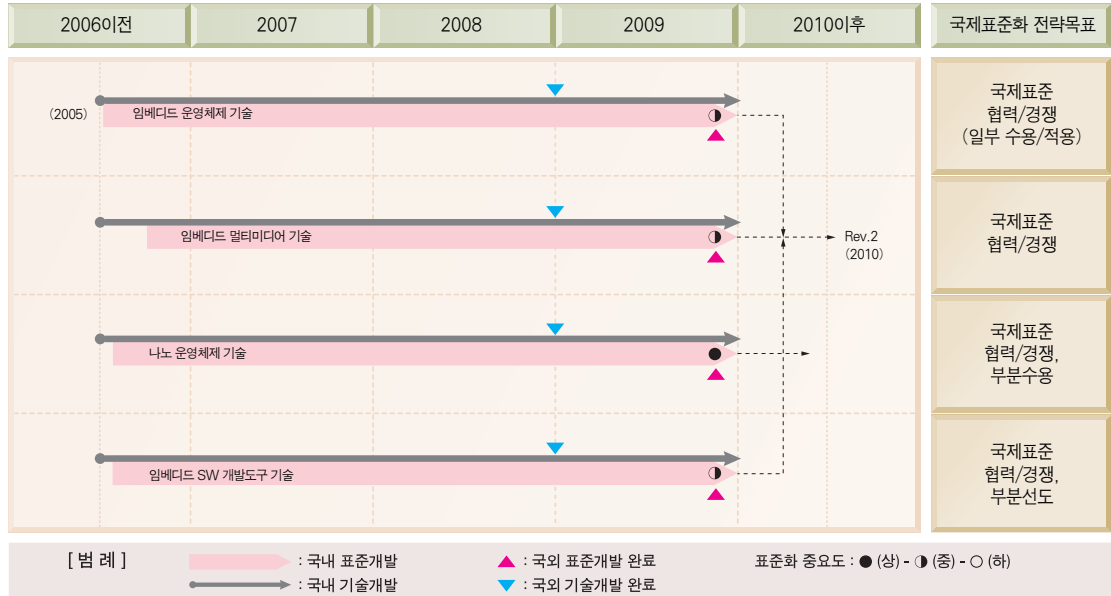 2006이전
2007
2008
2009
2010이후
국제표준화 전략목표
(2005)
임베디드 운영체제 기술
국제표준
협력/경쟁
(일부 수용/적용)
임베디드 멀티미디어 기술
Rev.2
(2010)
국제표준
협력/경쟁
나노 운영체제 기술
국제표준
협력/경쟁,
부분수용
임베디드 SW 개발도구 기술
국제표준
협력/경쟁,
부분선도
[ 범 례 ]
: 국내 표준개발
: 국외 표준개발 완료
표준화 중요도 : ● (상) - ◑ (중) - ○ (하)
: 국내 기술개발
: 국외 기술개발 완료